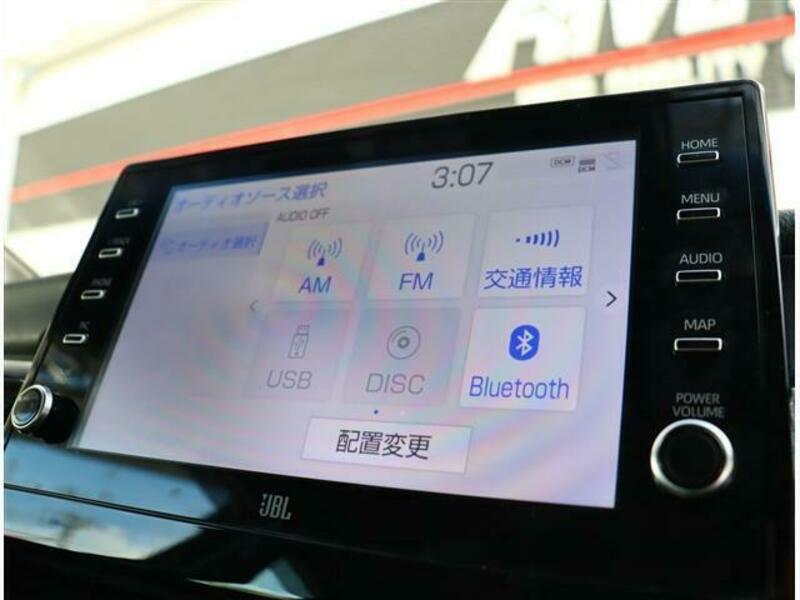 3:07
DCM
DCM
オーディオソース選択
AUDIO OFF
オーディオ選択
AM
FM
交通情報
USB
DISC
Bluetooth
配置変更
HOME
MENU
AUDIO
MAP
POWER
VOLUME
JBL